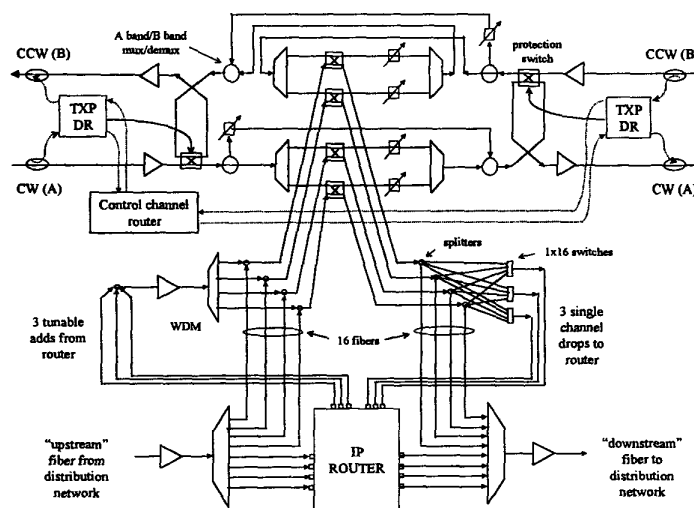 A band/B band
mux/demux
CCW (B)
protection
switch
CCW (B)
TXP
DR
TXP
DR
CW (A)
CW (A)
Control channel
router
splitters
1x16 switches
WDM
3 tunable
adds from
router
16 fibers
3 single
channel
drops to
router
"upstream"
fiber from
distribution
network
IP
ROUTER
"downstream"
fiber to
distribution
network